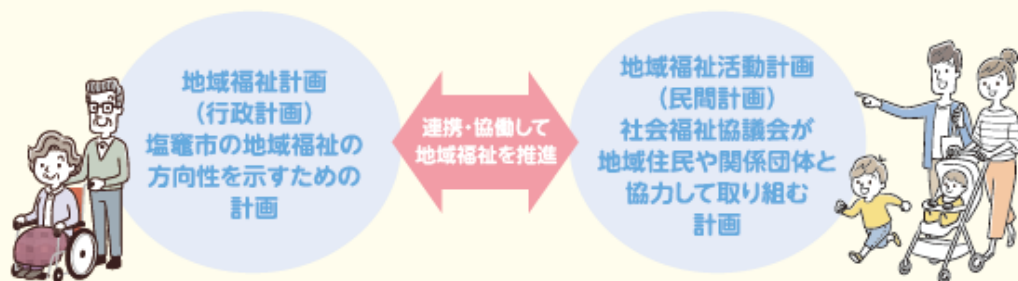 地域福祉計画
（行政計画）
塩竈市の地域福祉の
方向性を示すための
計画
連携・協働して
地域福祉を推進
地域福祉活動計画
（民間計画）
社会福祉協議会が
地域住民や関係団体と
協力して取り組む
計画